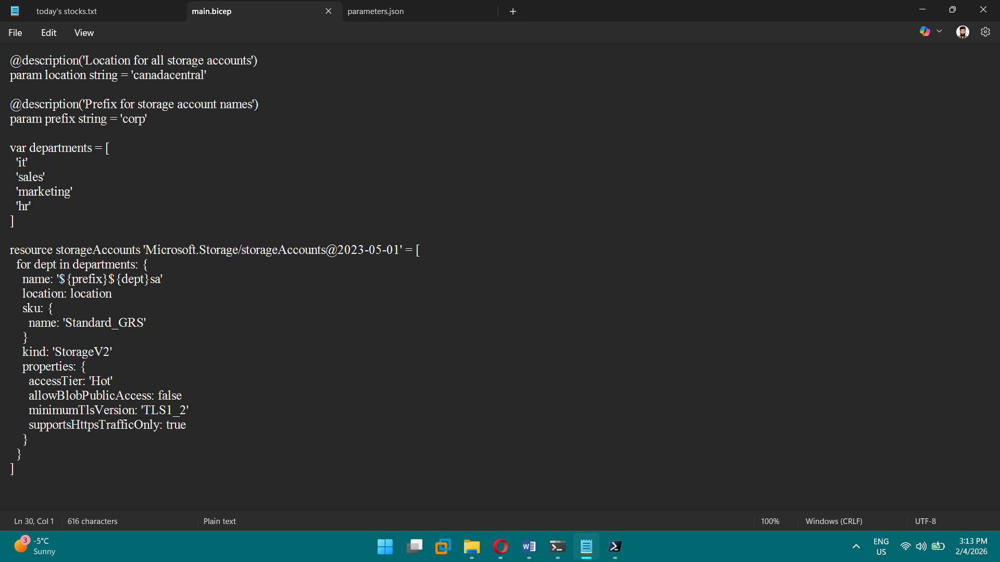 today's stocks.txt
main.bicep
parameters.json
File Edit View
@description('Location for all storage accounts')
param location string = 'canadacentral'
@description('Prefix for storage account names')
param prefix string = 'corp'
var departments = [
'it'
'sales'
'marketing'
'hr'
]
resource storageAccounts 'Microsoft.Storage/storageAccounts@2023-05-01' = [
for dept in departments: {
name: '${prefix}${dept}sa'
location: location
sku: {
name: 'Standard_GRS'
}
kind: 'StorageV2'
properties: {
accessTier: 'Hot'
allowBlobPublicAccess: false
minimumTlsVersion: 'TLS1_2'
supportsHttpsTrafficOnly: true
}
}
]
Ln 30, Col 1 616 characters Plain text 100% Windows (CRLF) UTF-8
3
-5°C
Sunny
ENG
US
3:13 PM
2/4/2026